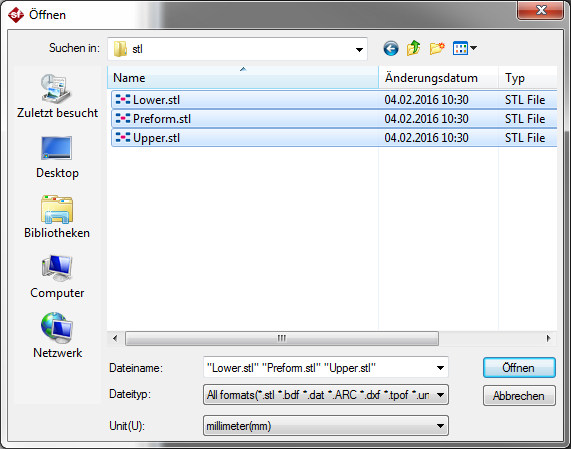 Öffnen
Suchen in: stl
Name Änderungsdatum Typ
Lower.stl 04.02.2016 10:30 STL File
Preform.stl 04.02.2016 10:30 STL File
Upper.stl 04.02.2016 10:30 STL File
Zuletzt besucht
Desktop
Bibliotheken
Computer
Netzwerk
Dateiname: "Lower.stl" "Preform.stl" "Upper.stl" Öffnen
Dateityp: All formats(*.stl *.bdf *.dat *.ARC *.dxf *.tpof *.un Abbrechen
Unit(U): millimeter(mm)